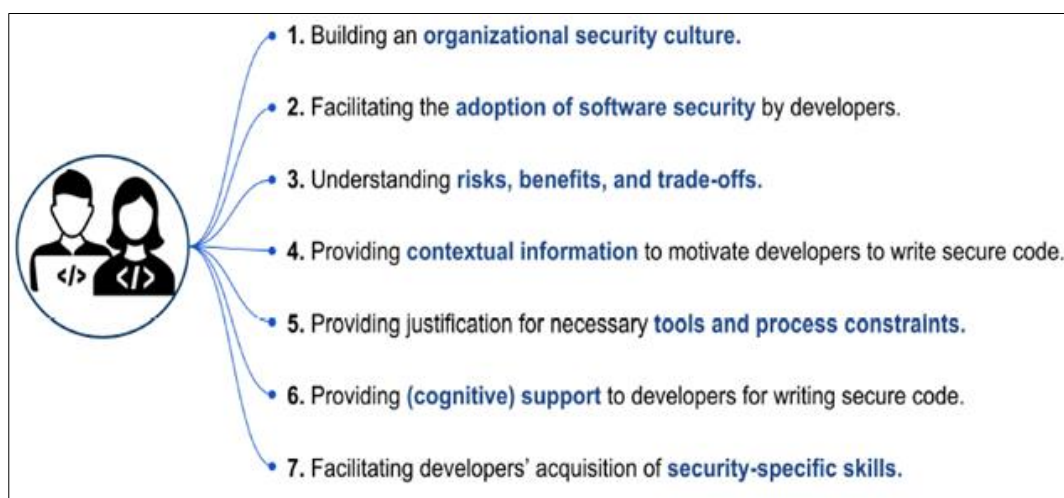 1. Building an organizational security culture.
2. Facilitating the adoption of software security by developers.
3. Understanding risks, benefits, and trade-offs.
4. Providing contextual information to motivate developers to write secure code.
</> </>
5. Providing justification for necessary tools and process constraints.
6. Providing (cognitive) support to developers for writing secure code.
7. Facilitating developers’ acquisition of security-specific skills.